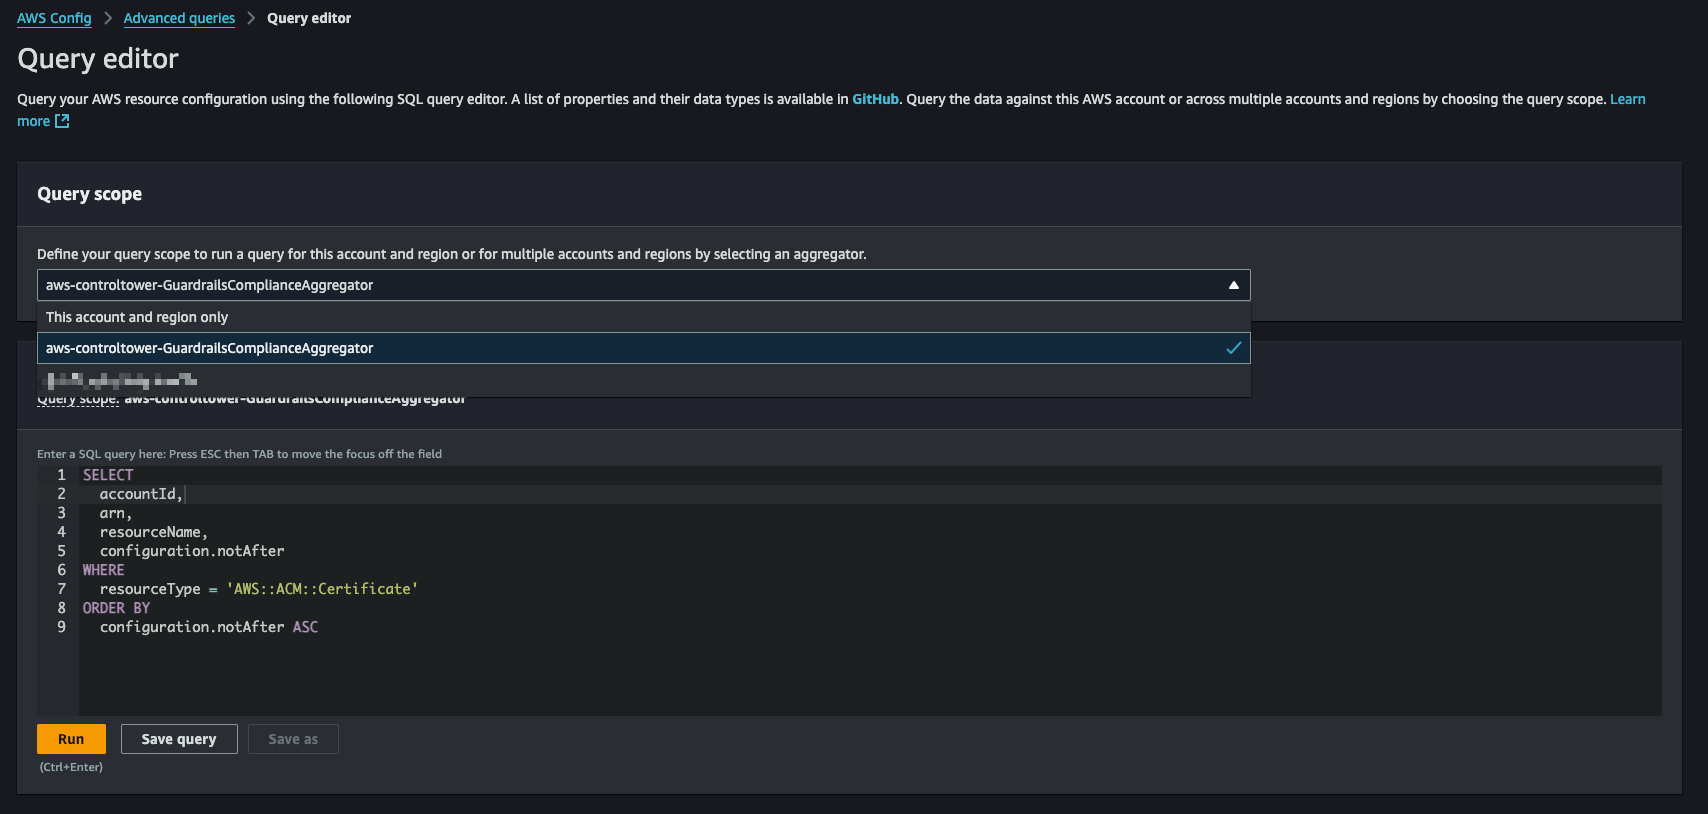 AWS Config > Advanced queries > Query editor
Query editor
Query your AWS resource configuration using the following SQL query editor. A list of properties and their data types is available in GitHub. Query the data against this AWS account or across multiple accounts and regions by choosing the query scope. Learn
more
Query scope
Define your query scope to run a query for this account and region or for multiple accounts and regions by selecting an aggregator.
aws-controltower-GuardrailsComplianceAggregator
This account and region only
aws-controltower-GuardrailsComplianceAggregator
Query scope: aws-controltower-GuardrailsComplianceAggregator
Enter a SQL query here: Press ESC then TAB to move the focus off the field
1 SELECT
2 accountId,
3 arn,
4 resourceName,
5 configuration.notAfter
6 WHERE
7 resourceType = 'AWS::ACM::Certificate'
8 ORDER BY
9 configuration.notAfter ASC
Run Save query Save as
(Ctrl+Enter)